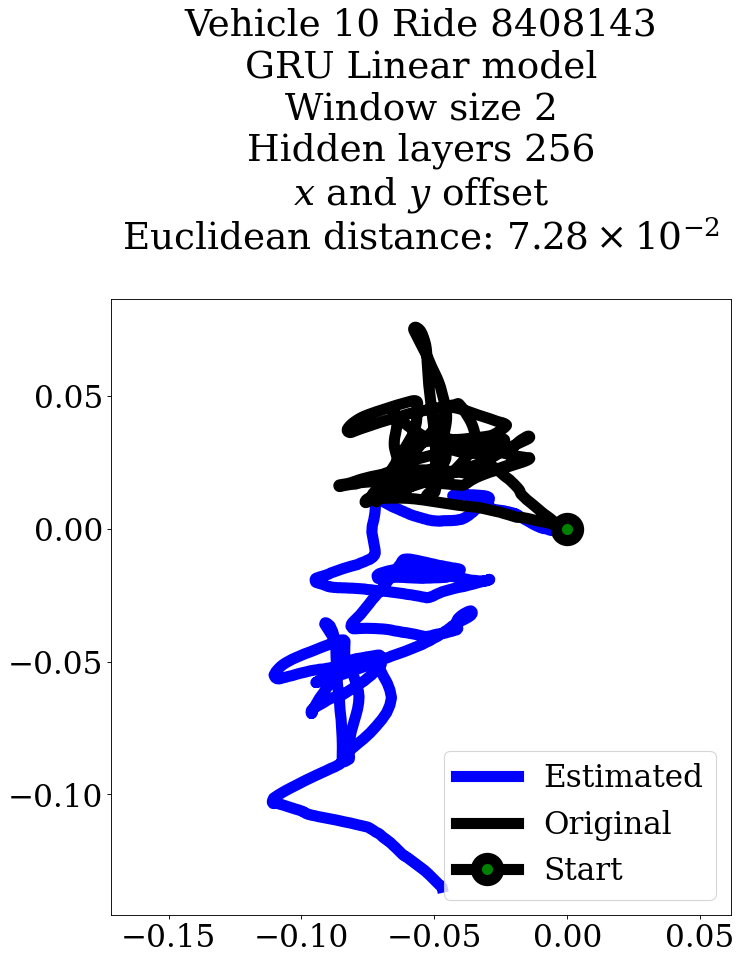 Vehicle 10 Ride 8408143
GRU Linear model
Window size 2
Hidden layers 256
x and y offset
Euclidean distance: 7.28 × 10⁻²
0.05
0.00
−0.05
−0.10
Estimated
Original
Start
−0.15 −0.10 −0.05 0.00 0.05